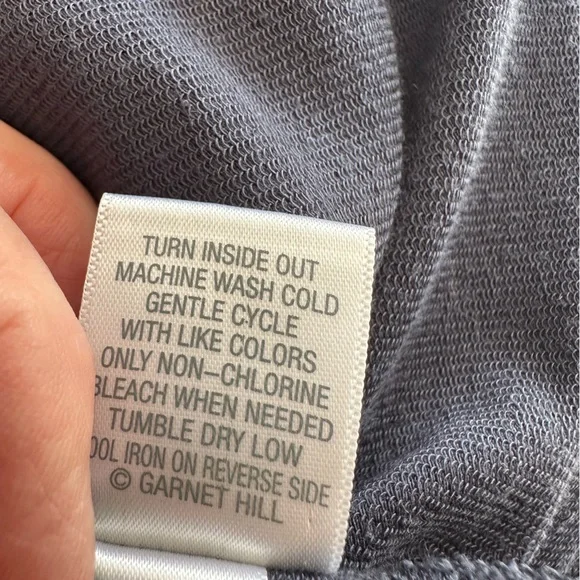 TURN INSIDE OUT
MACHINE WASH COLD
GENTLE CYCLE
WITH LIKE COLORS
ONLY NON-CHLORINE
BLEACH WHEN NEEDED
TUMBLE DRY LOW
OOL IRON ON REVERSE SIDE
© GARNET HILL